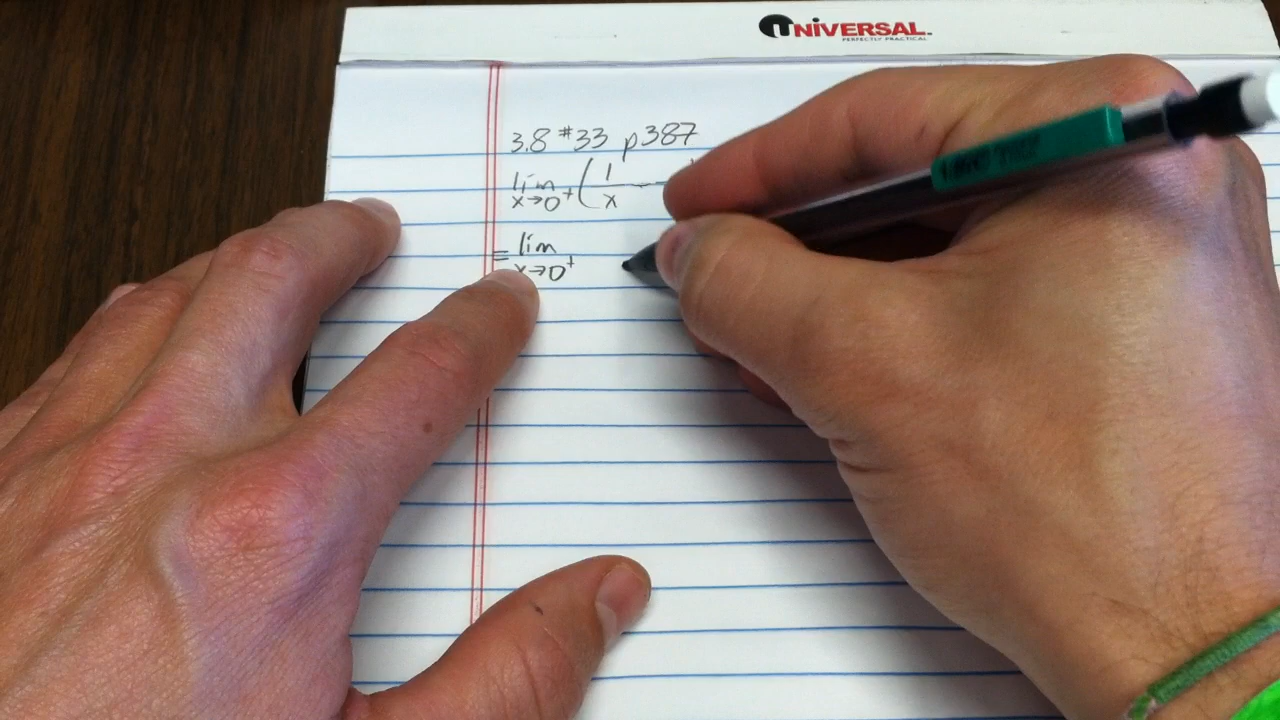 UNIVERSAL.
PERFECTLY PRACTICAL.
3.8 #33 p387
lim x→0⁺ (1/x -
= lim x→0⁺